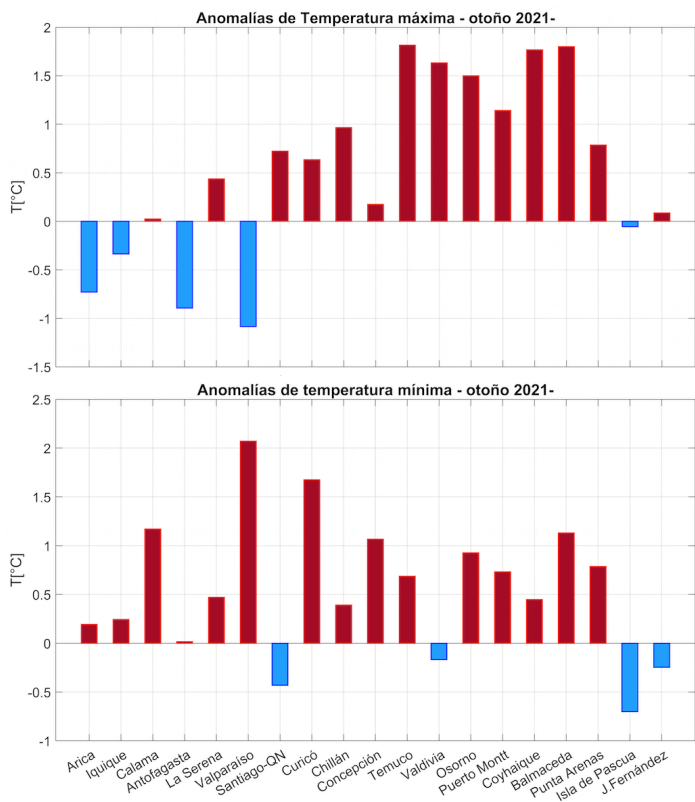 Anomalías de Temperatura máxima - otoño 2021-
2
1.5
1
0.5
0
-0.5
-1
-1.5
T[°C]
Anomalías de temperatura mínima - otoño 2021-
2.5
2
1.5
1
0.5
0
-0.5
-1
T[°C]
Arica
Iquique
Calama
Antofagasta
La Serena
Valparaíso
Santiago-QN
Curicó
Chillán
Concepción
Temuco
Valdivia
Osorno
Puerto Montt
Coyhaique
Balmaceda
Punta Arenas
Isla de Pascua
J.Fernández